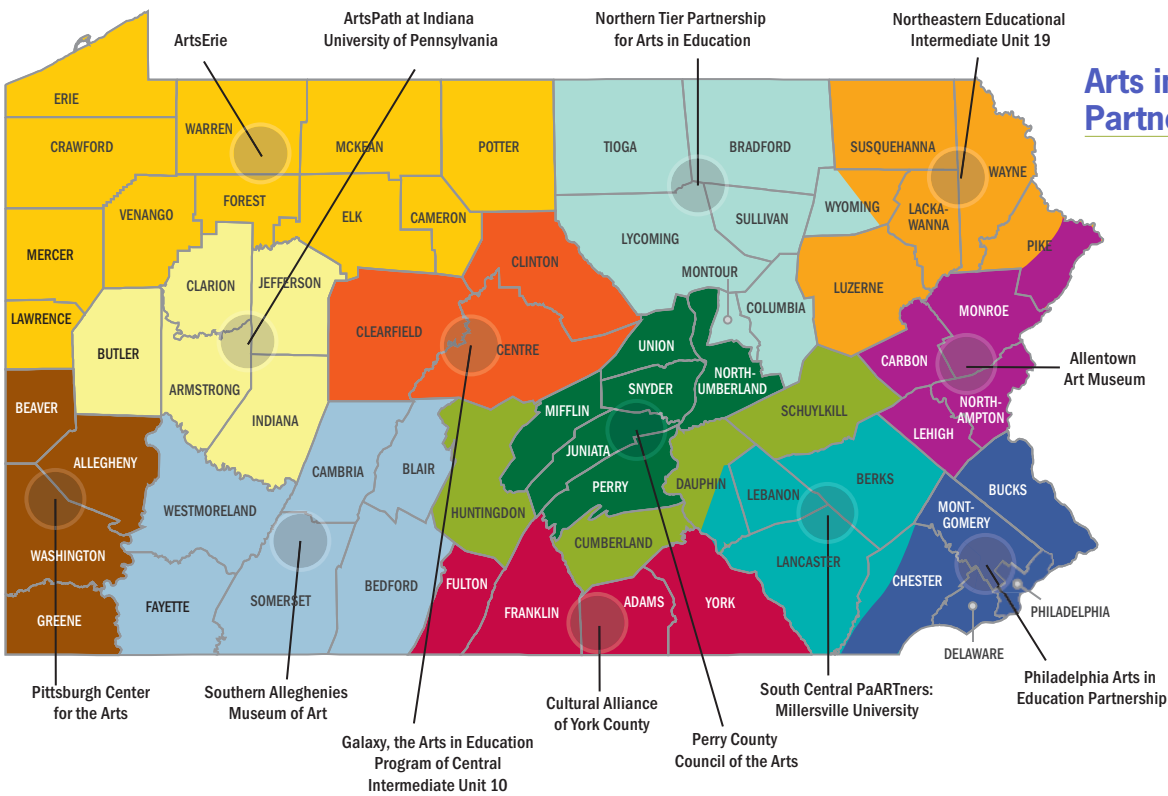 ArtsErie
ArtsPath at Indiana
University of Pennsylvania
Northern Tier Partnership
for Arts in Education
Northeastern Educational
Intermediate Unit 19
Arts in
Partne
ERIE
CRAWFORD
WARREN
MCKEAN
POTTER
TIOGA
BRADFORD
SUSQUEHANNA
WAYNE
VENANGO
FOREST
ELK
CAMERON
SULLIVAN
WYOMING
LACKA-
WANNA
MERCER
CLINTON
LYCOMING
PIKE
CLARION
JEFFERSON
MONTOUR
COLUMBIA
LUZERNE
MONROE
LAWRENCE
BUTLER
CLEARFIELD
CENTRE
UNION
CARBON
Allentown
Art Museum
ARMSTRONG
SNYDER
NORTH-
UMBERLAND
BEAVER
INDIANA
MIFFLIN
SCHUYLKILL
NORTH-
AMPTON
LEHIGH
ALLEGHENY
CAMBRIA
BLAIR
JUNIATA
PERRY
DAUPHIN
LEBANON
BERKS
BUCKS
WESTMORELAND
HUNTINGDON
MONT-
GOMERY
WASHINGTON
CUMBERLAND
LANCASTER
CHESTER
GREENE
FAYETTE
SOMERSET
BEDFORD
FULTON
FRANKLIN
ADAMS
YORK
PHILADELPHIA
DELAWARE
Pittsburgh Center
for the Arts
Southern Alleghenies
Museum of Art
Galaxy, the Arts in Education
Program of Central
Intermediate Unit 10
Cultural Alliance
of York County
Perry County
Council of the Arts
South Central PaARTners:
Millersville University
Philadelphia Arts in
Education Partnership